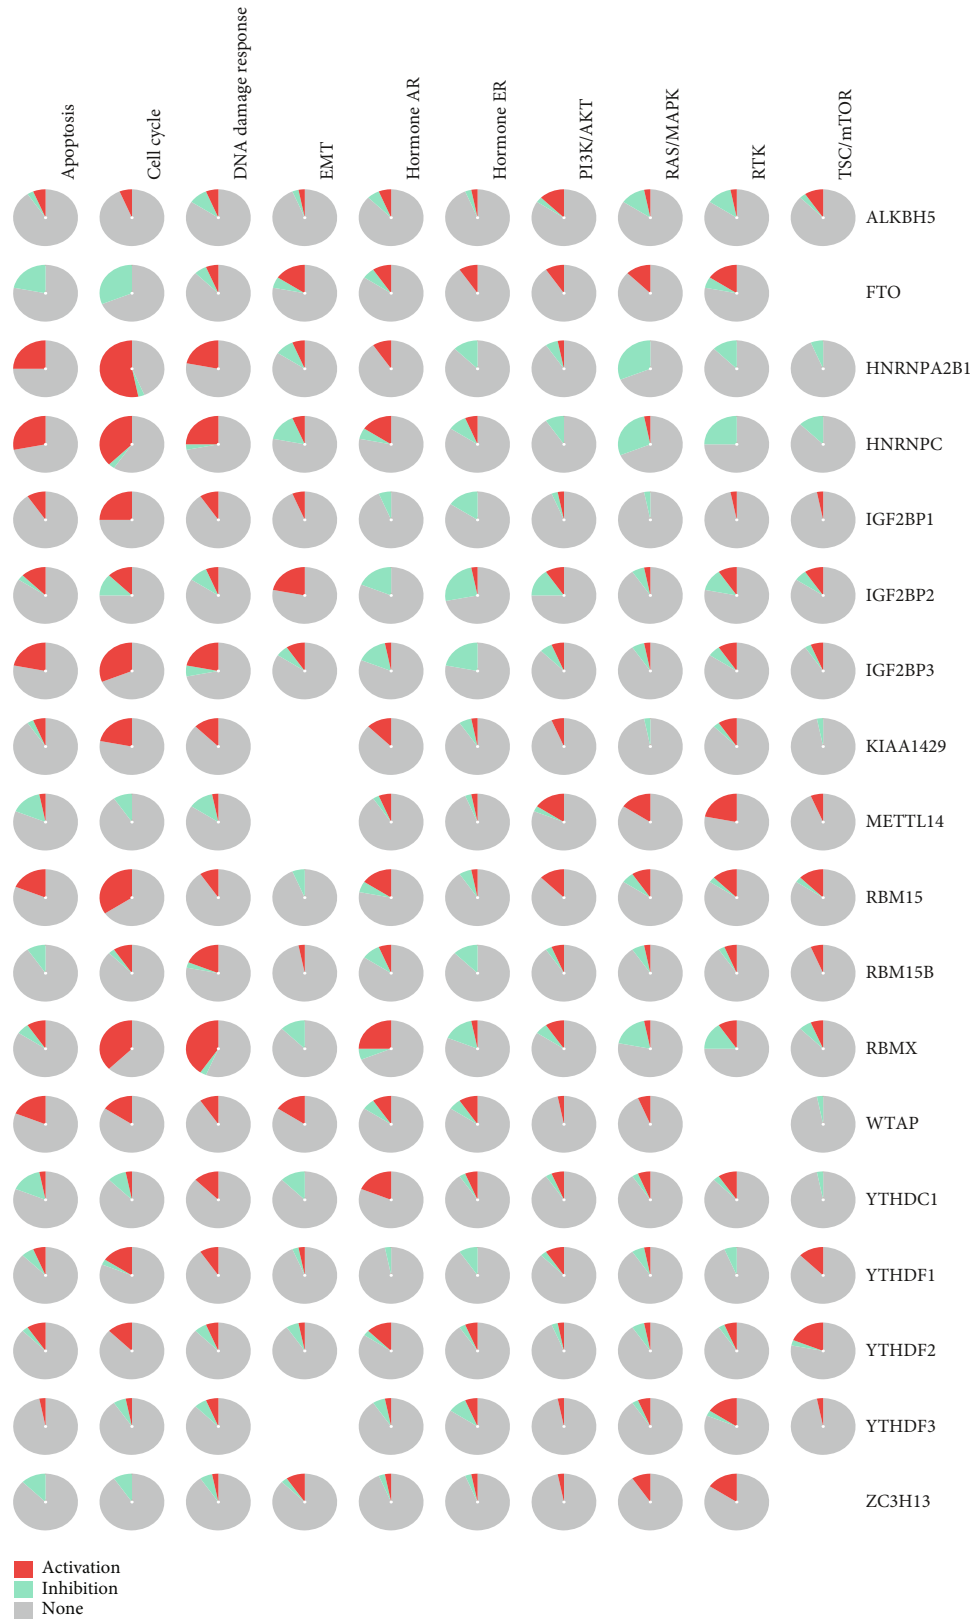 Apoptosis
Cell cycle
DNA damage response
EMT
Hormone AR
Hormone ER
PI3K/AKT
RAS/MAPK
RTK
TSC/mTOR
ALKBH5
FTO
HNRNPA2B1
HNRNPC
IGF2BP1
IGF2BP2
IGF2BP3
KIAA1429
METTL14
RBM15
RBM15B
RBMX
WTAP
YTHDC1
YTHDF1
YTHDF2
YTHDF3
ZC3H13
Activation
Inhibition
None